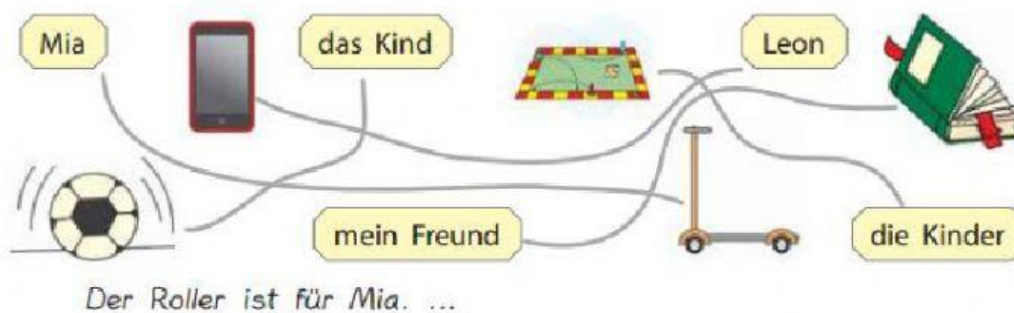 Mia
das Kind
Leon
mein Freund
die Kinder
Der Roller ist für Mia. ...